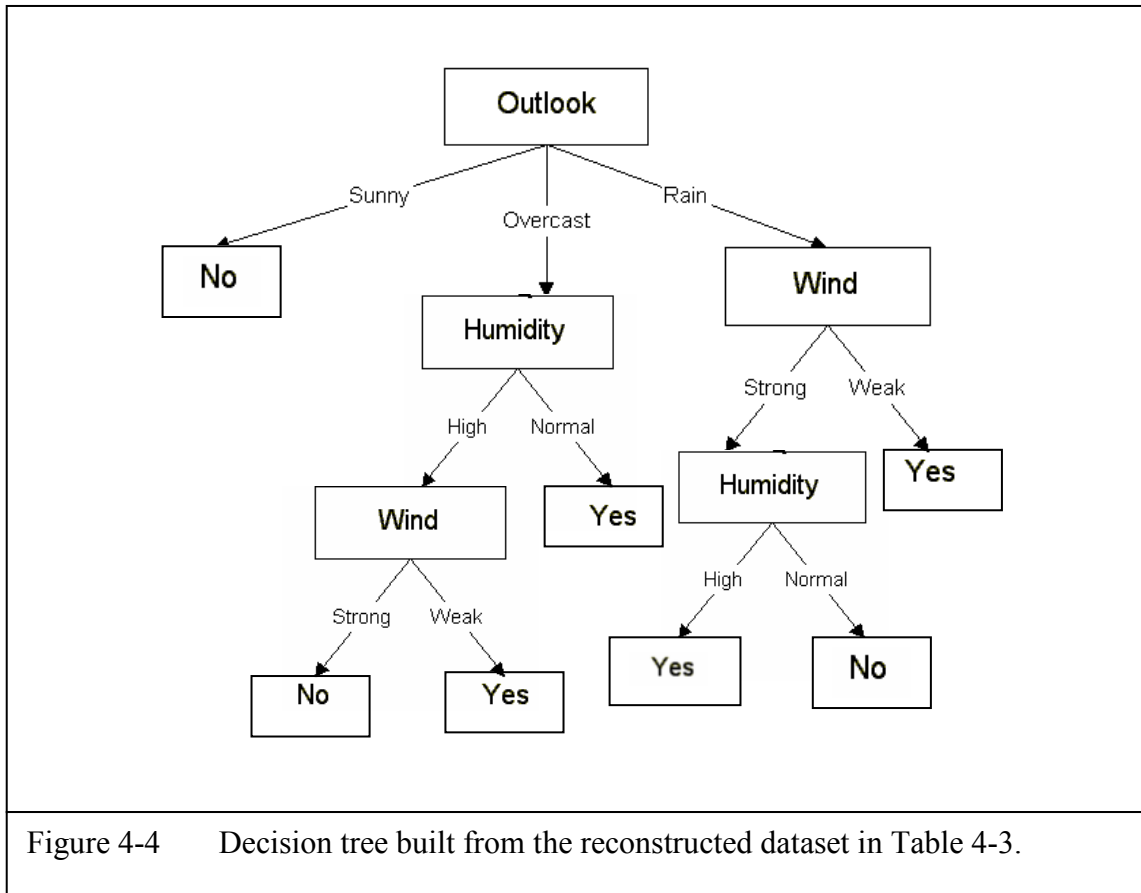 Outlook
Sunny
Overcast
Rain
No
Humidity
Wind
High
Normal
Strong
Weak
Wind
Yes
Humidity
Yes
Strong
Weak
High
Normal
No
Yes
Yes
No
Figure 4-4 Decision tree built from the reconstructed dataset in Table 4-3.